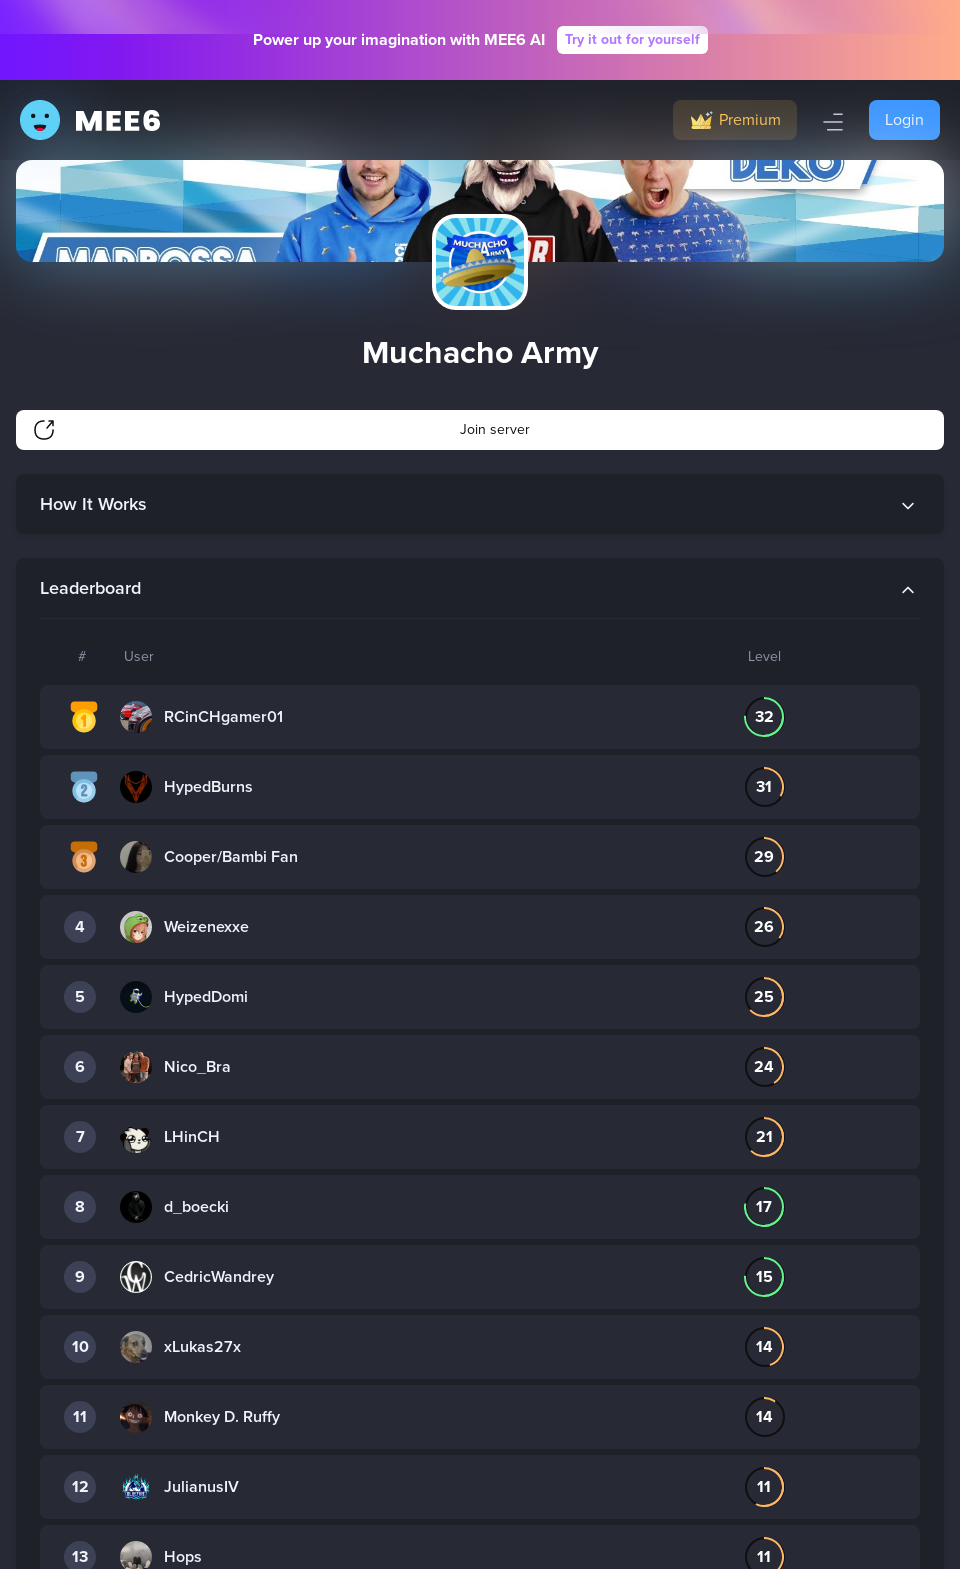 Power up your imagination with MEE6 AI Try it out for yourself
MEE6 Premium Login
DERO
MADROSSA
MUCHACHO
ARMY
Muchacho Army
Join server
How It Works
Leaderboard
# User Level
1 RCinCHgamer01 32
2 HypedBurns 31
3 Cooper/Bambi Fan 29
4 Weizenexxe 26
5 HypedDomi 25
6 Nico_Bra 24
7 LHinCH 21
8 d_boecki 17
9 CedricWandrey 15
10 xLukas27x 14
11 Monkey D. Ruffy 14
12 JulianusIV 11
13 Hops 11